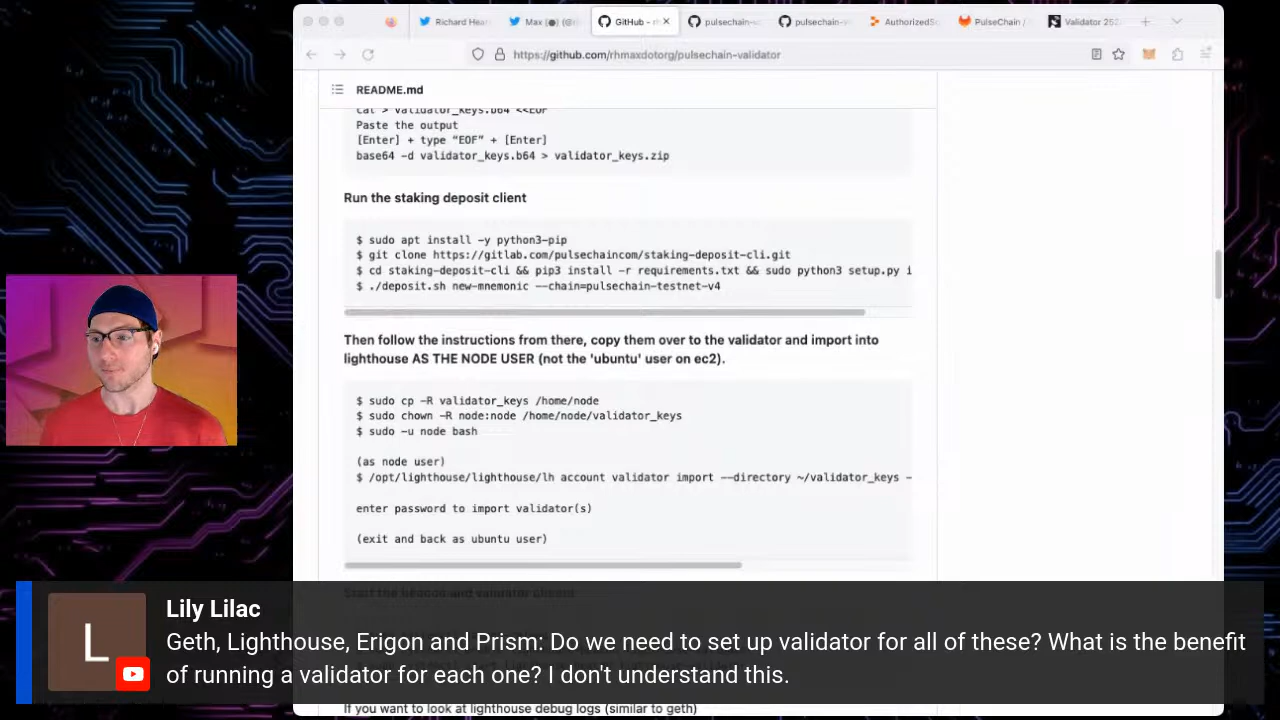 Richard Hear
Max (
GitHub - r
pulsechain-
pulsechain-
PulseChain /
Validator 252
https://github.com/rhmaxdotorg/pulsechain-validator
README.md
cat > validator_keys.b64 <<EOF
Paste the output
[Enter] + type “EOF” + [Enter]
base64 -d validator_keys.b64 > validator_keys.zip
Run the staking deposit client
$ sudo apt install -y python3-pip
$ git clone https://gitlab.com/pulsechaincom/staking-deposit-cli.git
$ cd staking-deposit-cli && pip3 install -r requirements.txt && sudo python3 setup.py i
$ ./deposit.sh new-mnemonic --chain=pulsechain-testnet-v4
Then follow the instructions from there, copy them over to the validator and import into
lighthouse AS THE NODE USER (not the 'ubuntu' user on ec2).
$ sudo cp -R validator_keys /home/node
$ sudo chown -R node:node /home/node/validator_keys
$ sudo -u node bash
(as node user)
$ /opt/lighthouse/lighthouse/lh account validator import --directory ~/validator_keys -
enter password to import validator(s)
(exit and back as ubuntu user)
L
Lily Lilac
Geth, Lighthouse, Erigon and Prism: Do we need to set up validator for all of these? What is the benefit
of running a validator for each one? I don't understand this.
If you want to look at lighthouse debug logs (similar to geth)